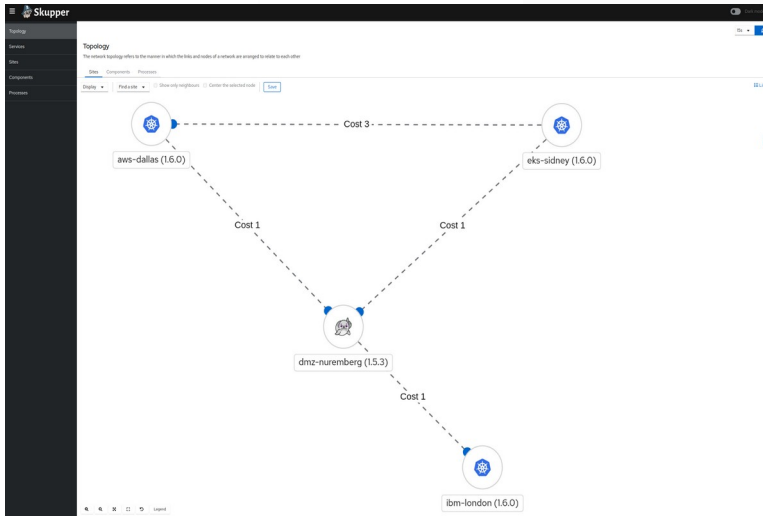 Skupper
Topology
Services
Sites
Components
Processes
Topology
The network topology refers to the manner in which the links and nodes of a network are arranged to relate to each other.
Sites Components Processes
Display
Find a site
Show only neighbours
Center the selected node
Save
Cost 3
aws-dallas (1.6.0)
eks-sidney (1.6.0)
Cost 1
Cost 1
dmz-nuremberg (1.5.3)
Cost 1
ibm-london (1.6.0)
Legend